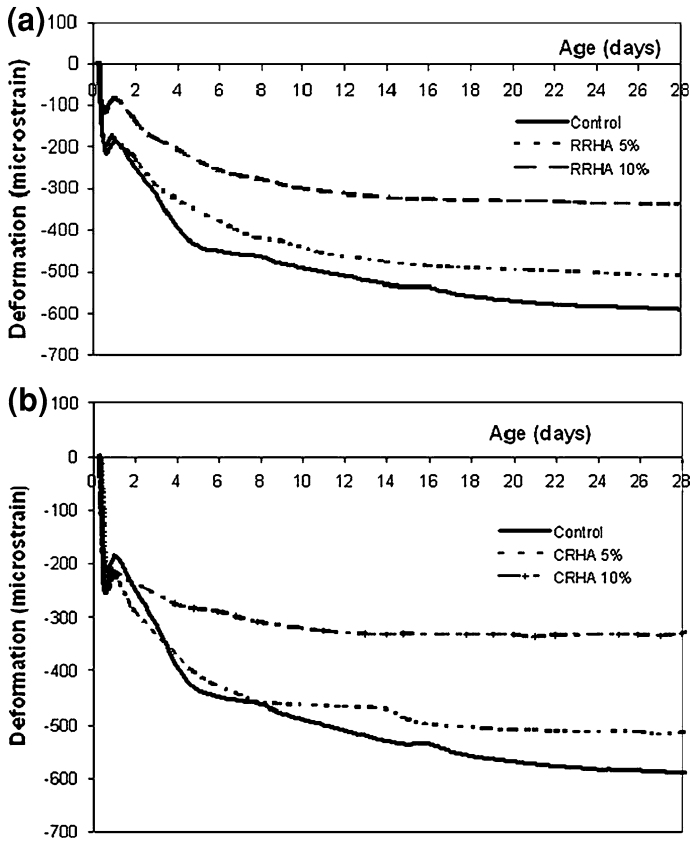 (a)
100
0
-100
-200
-300
-400
-500
-600
-700
Deformation (microstrain)
Age (days)
0 2 4 6 8 10 12 14 16 18 20 22 24 26 28
Control
RRHA 5%
RRHA 10%
(b)
100
0
-100
-200
-300
-400
-500
-600
-700
Deformation (microstrain)
Age (days)
0 2 4 6 8 10 12 14 16 18 20 22 24 26 28
Control
CRHA 5%
CRHA 10%